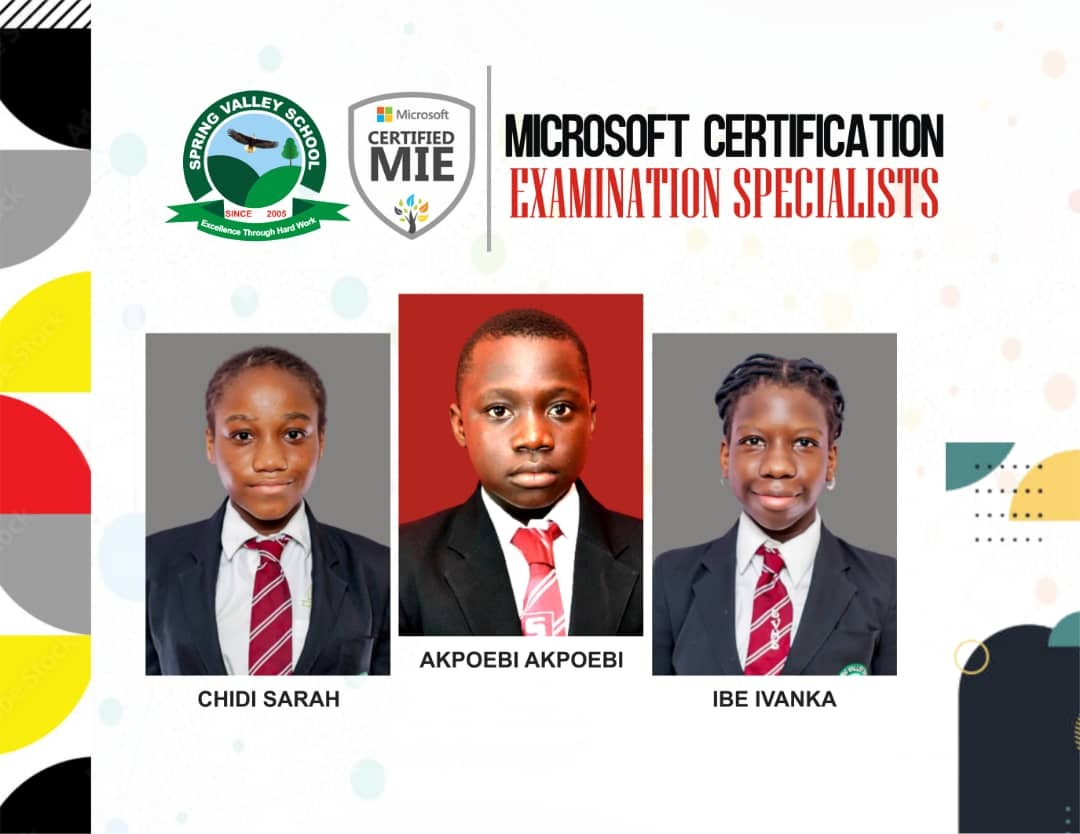 SPRING VALLEY SCHOOL
SINCE 2005
Excellence Through Hard Work
Microsoft
CERTIFIED
MIE
MICROSOFT CERTIFICATION
EXAMINATION SPECIALISTS
AKPOEBI AKPOEBI
CHIDI SARAH
IBE IVANKA